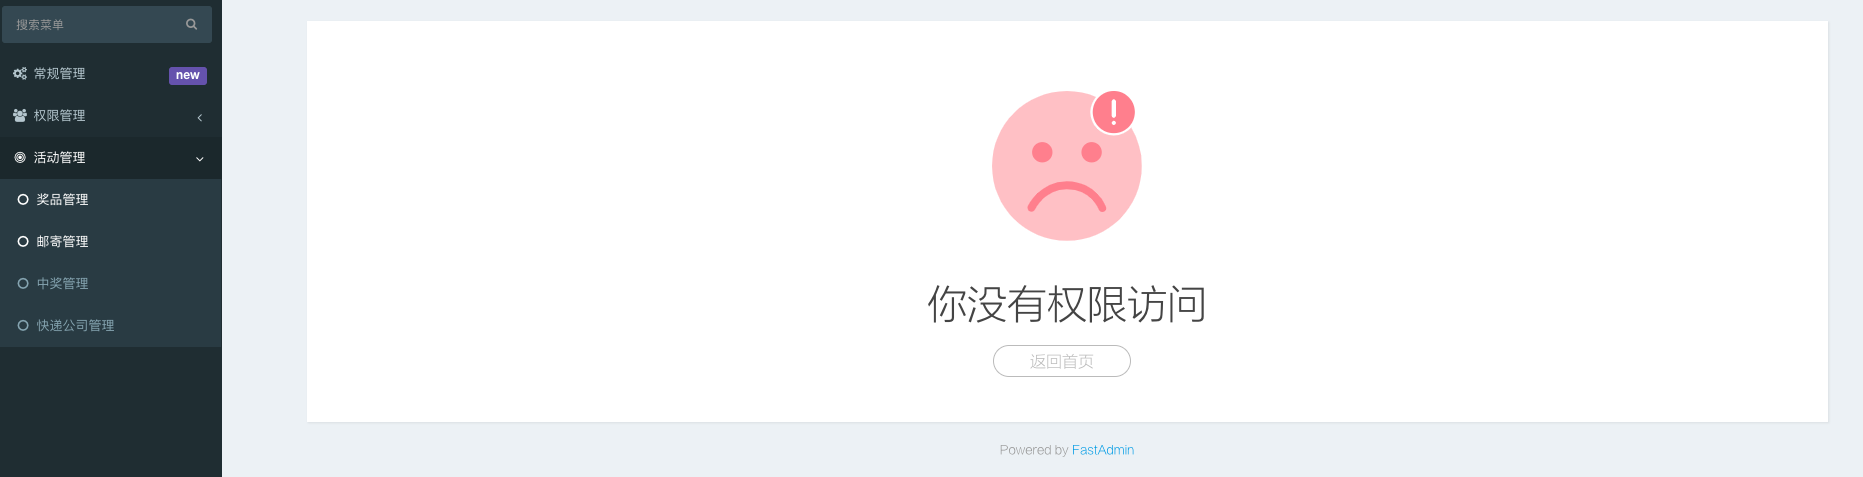 搜索菜单
常规管理 new
权限管理
活动管理
奖品管理
邮寄管理
中奖管理
快递公司管理
你没有权限访问
返回首页
Powered by FastAdmin